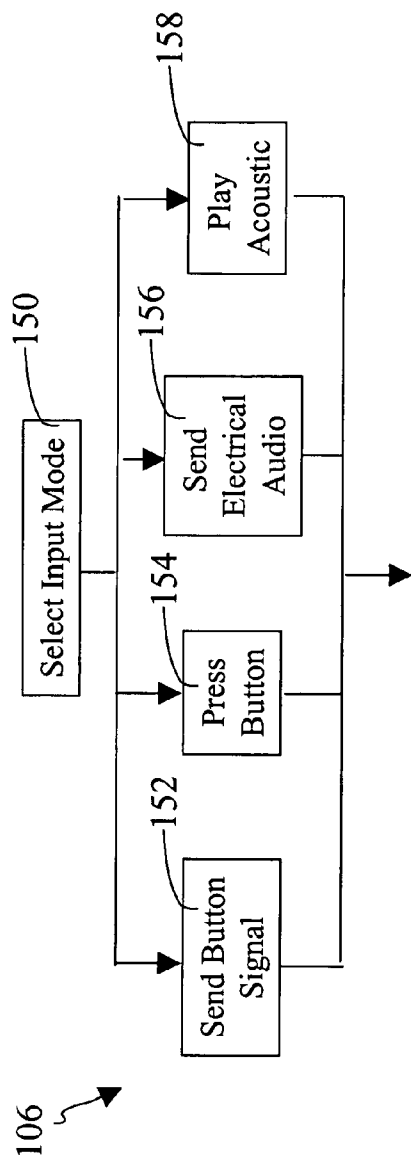 106
150
Select Input Mode
152
Send Button
Signal
154
Press
Button
156
Send
Electrical
Audio
158
Play
Acoustic